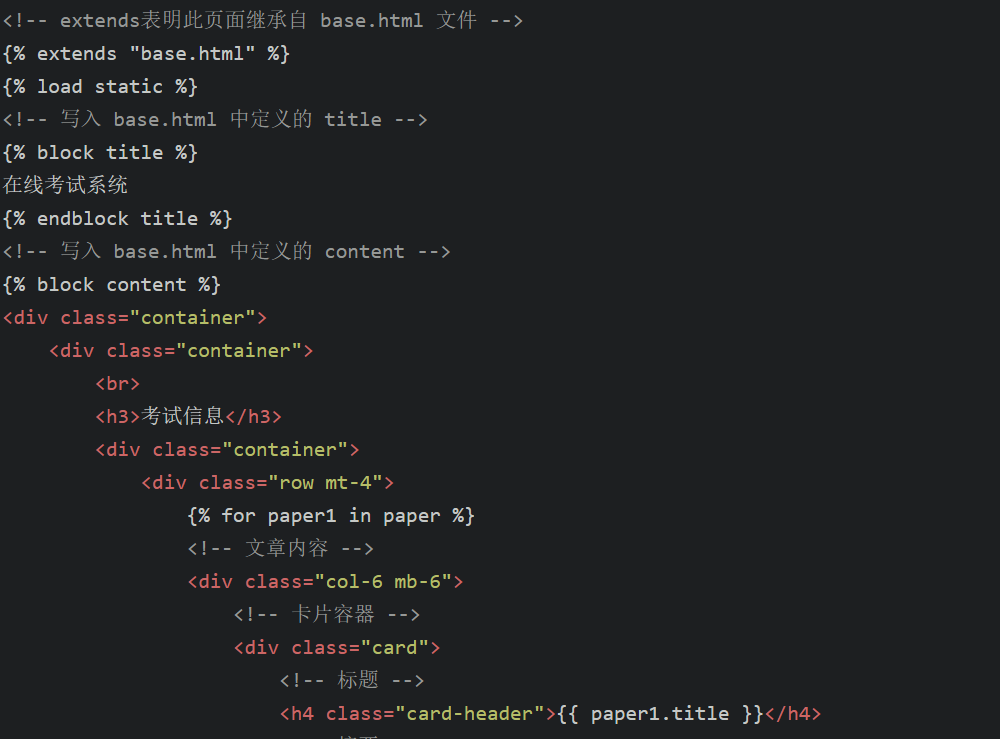 <!-- extends表明此页面继承自 base.html 文件 -->
{% extends "base.html" %}
{% load static %}
<!-- 写入 base.html 中定义的 title -->
{% block title %}
在线考试系统
{% endblock title %}
<!-- 写入 base.html 中定义的 content -->
{% block content %}
<div class="container">
    <div class="container">
        <br>
        <h3>考试信息</h3>
        <div class="container">
            <div class="row mt-4">
                {% for paper1 in paper %}
                <!-- 文章内容 -->
                <div class="col-6 mb-6">
                    <!-- 卡片容器 -->
                    <div class="card">
                        <!-- 标题 -->
                        <h4 class="card-header">{{ paper1.title }}</h4>